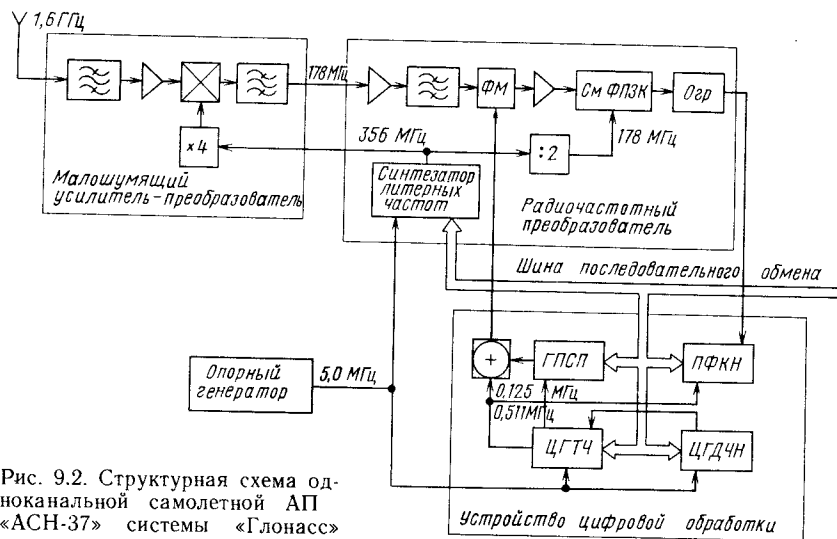 1,6 ГГц
178 МГц
ФМ
См ФПЗК
Огр
×4
356 МГц
:2
178 МГц
Малошумящий
усилитель-преобразователь
Синтезатор
литерных
частот
Радиочастотный
преобразователь
Шина последовательного обмена
Опорный
генератор
5,0 МГц
+
ГПСП
ПФКН
0,125 МГц
0,511МГц
ЦГТЧ
ЦГДЧН
Устройство цифровой обработки
Рис. 9.2. Структурная схема од-
ноканальной самолетной АП
«АСН-37» системы «Глонасс»